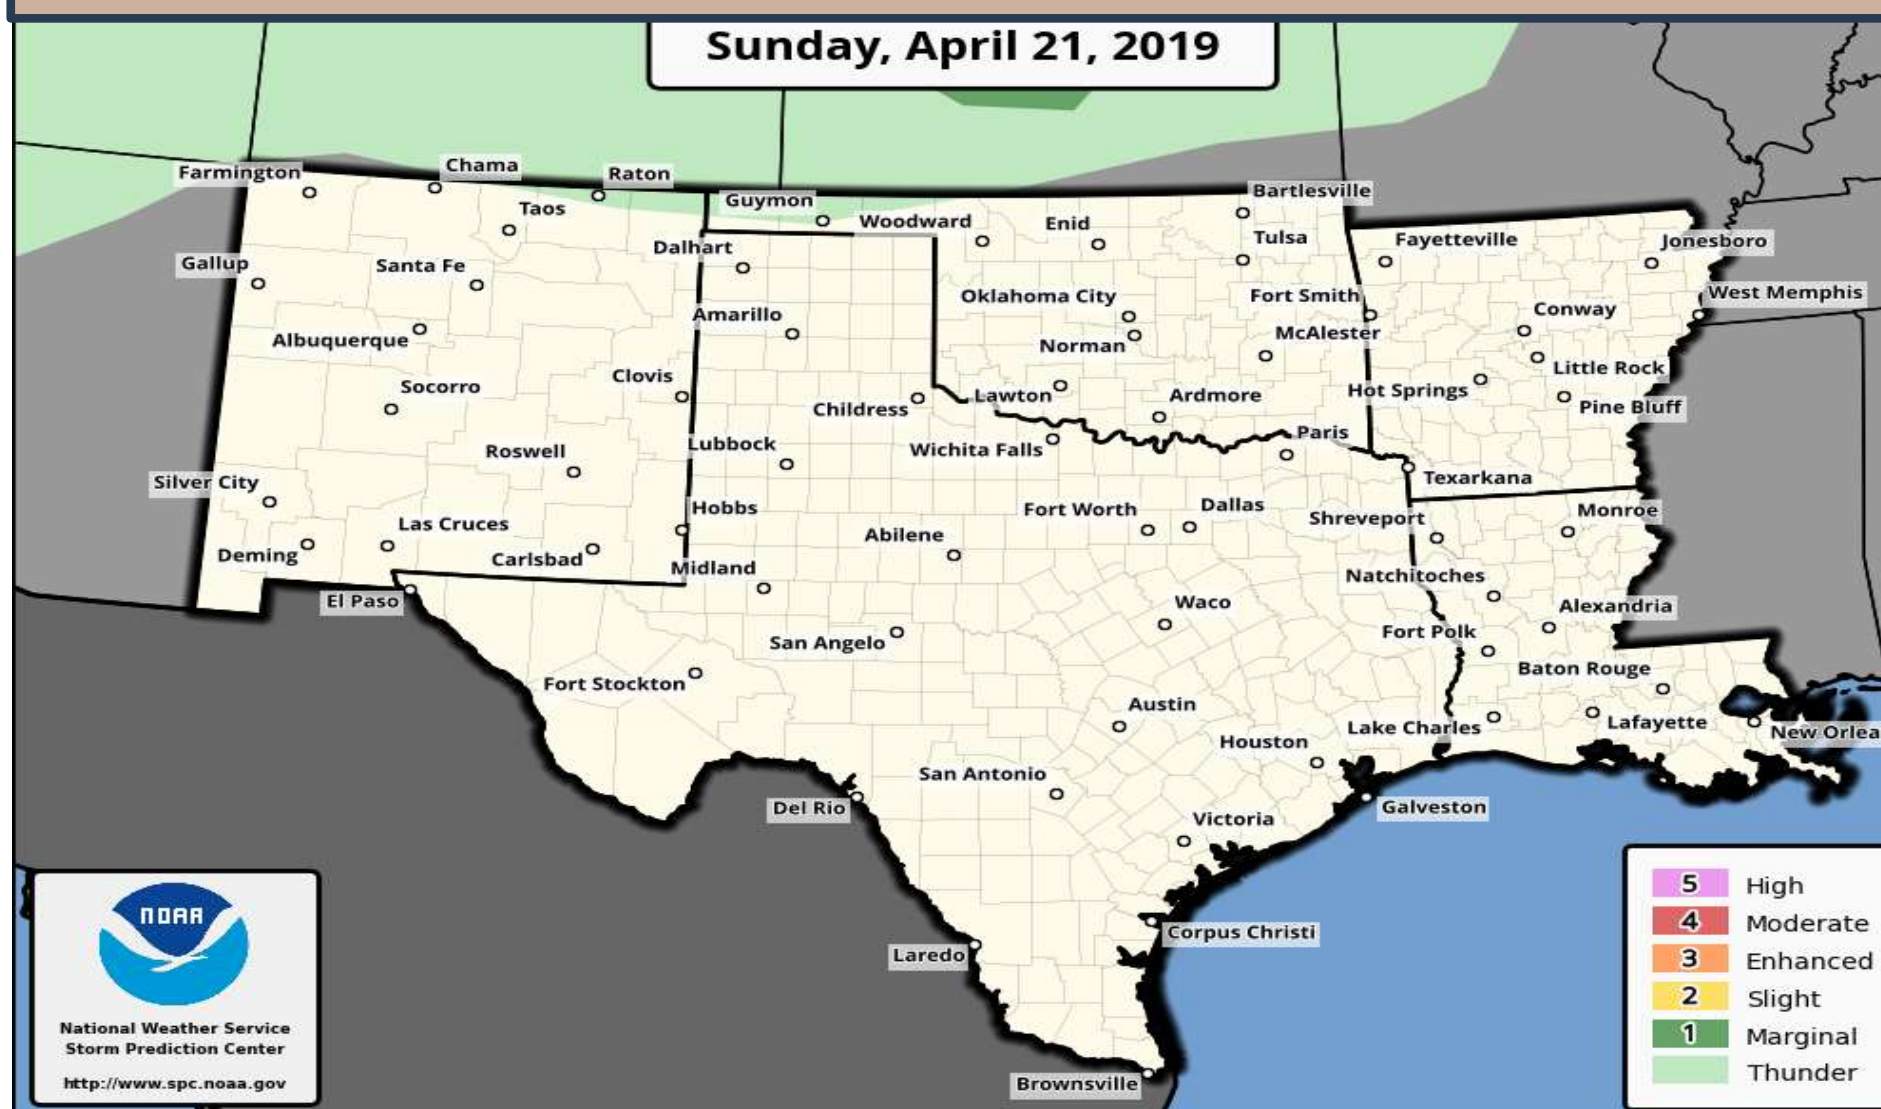 Sunday, April 21, 2019
Farmington
Chama
Raton
Taos
Guymon
Woodward
Enid
Bartlesville
Tulsa
Fayetteville
Jonesboro
Gallup
Santa Fe
Dalhart
Oklahoma City
Fort Smith
West Memphis
Amarillo
Conway
Albuquerque
Norman
McAlester
Little Rock
Socorro
Clovis
Childress
Lawton
Ardmore
Hot Springs
Pine Bluff
Roswell
Lubbock
Wichita Falls
Paris
Texarkana
Silver City
Hobbs
Fort Worth
Dallas
Shreveport
Monroe
Las Cruces
Deming
Carlsbad
Midland
Abilene
Natchitoches
El Paso
Waco
Alexandria
San Angelo
Fort Polk
Fort Stockton
Baton Rouge
Austin
Lake Charles
Lafayette
New Orlea
Houston
San Antonio
Del Rio
Galveston
Victoria
Corpus Christi
Laredo
Brownsville
NOAA
National Weather Service
Storm Prediction Center
http://www.spc.noaa.gov
5 High
4 Moderate
3 Enhanced
2 Slight
1 Marginal
Thunder